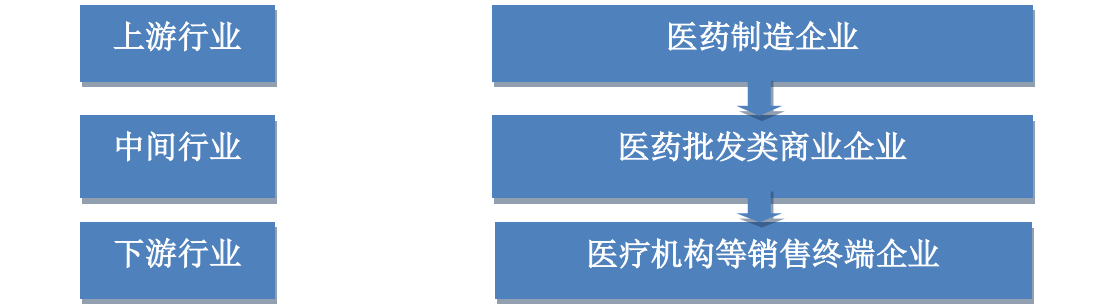 上游行业
医药制造企业
中间行业
医药批发类商业企业
下游行业
医疗机构等销售终端企业